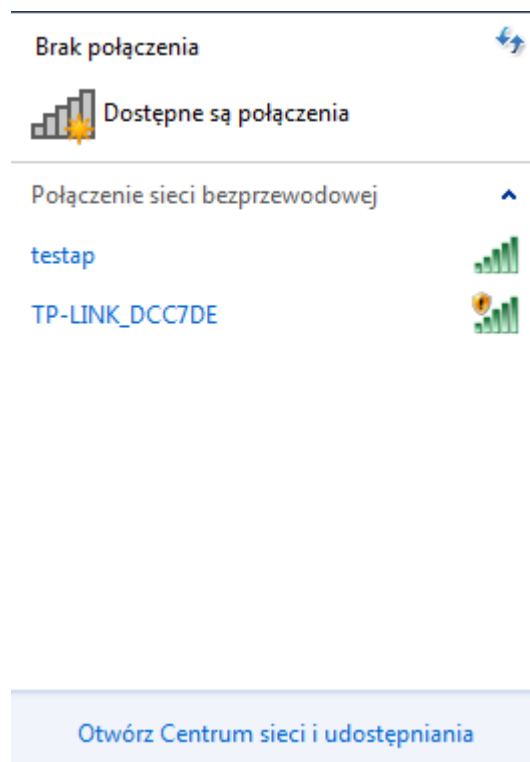 Brak połączenia
Dostępne są połączenia
Połączenie sieci bezprzewodowej
testap
TP-LINK_DCC7DE
Otwórz Centrum sieci i udostępniania